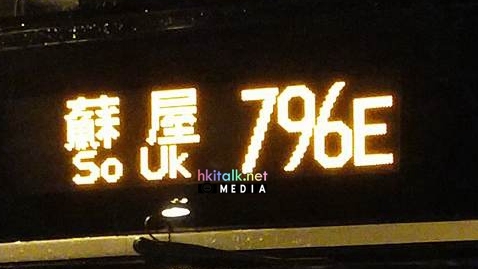 蘇屋 796E
So Uk
hkitalk.net
MEDIA